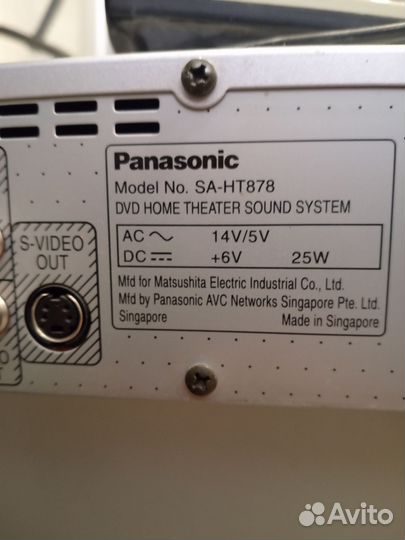 Panasonic
Model No. SA-HT878
DVD HOME THEATER SOUND SYSTEM
AC 14V/5V
DC +6V 25W
Mfd for Matsushita Electric Industrial Co., Ltd.
Mfd by Panasonic AVC Networks Singapore Pte. Ltd.
Singapore Made in Singapore
S-VIDEO
OUT
Avito